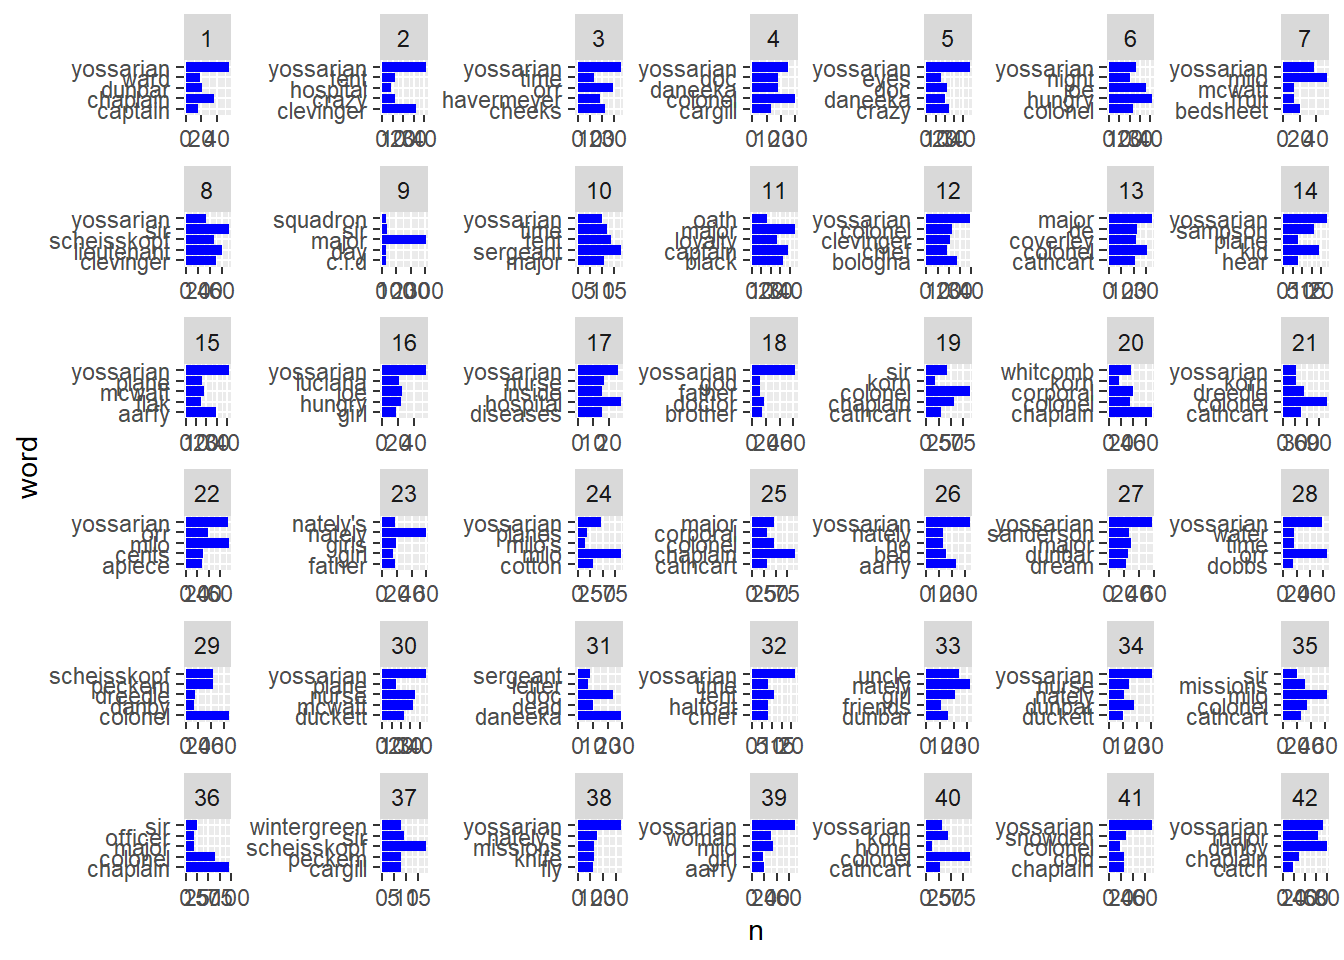 1 2 3 4 5 6 7
yossarian yossarian yossarian yossarian yossarian yossarian yossarian
ward tent time doc eyes night milo
dunbar hospital orr daneeka doc joe mcwatt
chaplain crazy havermeyer colonel daneeka hungry fruit
captain clevinger cheeks cargill crazy colonel bedsheet
0 20 40 0 10 20 30 40 0 10 20 30 0 10 20 30 0 10 20 30 40 0 10 20 30 40 0 20 40
8 9 10 11 12 13 14
yossarian squadron yossarian oath yossarian major yossarian
sir sir time major colonel de sampson
scheisskopf major tent loyalty clevinger coverley plane
lieutenant day sergeant captain chief colonel kid
clevinger c.i.d major black bologna cathcart hear
0 20 40 60 0 100 200 300 0 5 10 15 0 10 20 30 40 0 10 20 30 40 0 10 20 30 0 5 10 15 20
15 16 17 18 19 20 21
yossarian yossarian yossarian yossarian sir whitcomb yossarian
plane luciana nurse god korn korn korn
mcwatt joe inside father colonel corporal dreedle
flak hungry hospital doctor chaplain colonel colonel
aarfy girl diseases brother cathcart chaplain cathcart
0 10 20 30 40 0 20 40 0 10 20 0 20 40 60 0 25 50 75 0 20 40 60 0 30 60 90
word
22 23 24 25 26 27 28
yossarian nately's yossarian major yossarian yossarian yossarian
orr nately planes corporal nately sanderson water
milo girls milo's colonel ho major time
cents girl milo chaplain bed dunbar orr
apiece father cotton cathcart aarfy dream dobbs
0 20 40 60 0 20 40 60 0 25 50 75 0 25 50 75 0 10 20 30 0 20 40 60 0 20 40 60
29 30 31 32 33 34 35
scheisskopf yossarian sergeant yossarian uncle yossarian sir
peckem plane letter time nately nurse missions
dreedle nurse doc tent girl nately milo
danby mcwatt dead halfoat friends dunbar colonel
colonel duckett daneeka chief dunbar duckett cathcart
0 20 40 60 0 10 20 30 40 0 10 20 30 0 5 10 15 20 0 10 20 30 0 10 20 30 0 20 40 60
36 37 38 39 40 41 42
sir wintergreen yossarian yossarian yossarian yossarian yossarian
officer sir nately's woman korn snowden major
major scheisskopf missions milo home colonel danby
colonel peckem knife girl colonel cold chaplain
chaplain cargill fly aarfy cathcart chaplain catch
0 25 50 75 100 0 5 10 15 0 10 20 30 0 20 40 60 0 25 50 75 0 20 40 60 0 20 40 60 80
n